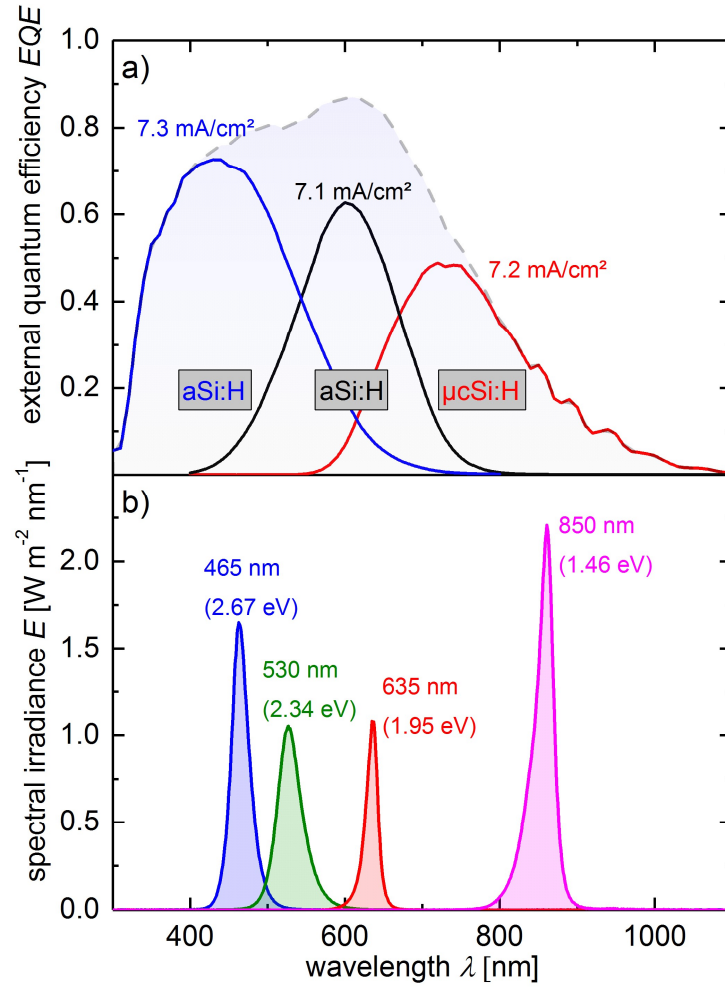 external quantum efficiency EQE
1.0
0.8
0.6
0.4
0.2
a)
7.3 mA/cm²
7.1 mA/cm²
7.2 mA/cm²
aSi:H
aSi:H
µcSi:H
spectral irradiance E [W m-2 nm-1]
2.0
1.5
1.0
0.5
0.0
b)
465 nm
(2.67 eV)
530 nm
(2.34 eV)
635 nm
(1.95 eV)
850 nm
(1.46 eV)
400 600 800 1000
wavelength λ [nm]